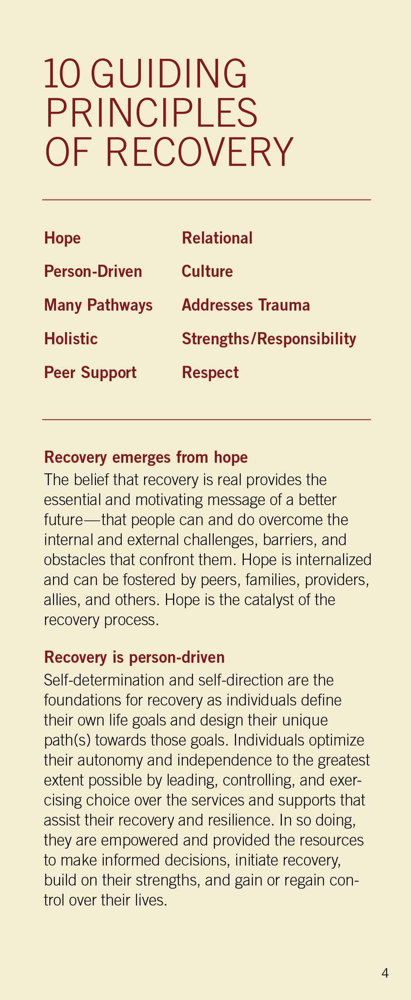 10 GUIDING
PRINCIPLES
OF RECOVERY
Hope
Person-Driven
Many Pathways
Holistic
Peer Support
Relational
Culture
Addresses Trauma
Strengths/Responsibility
Respect
Recovery emerges from hope
The belief that recovery is real provides the
essential and motivating message of a better
future—that people can and do overcome the
internal and external challenges, barriers, and
obstacles that confront them. Hope is internalized
and can be fostered by peers, families, providers,
allies, and others. Hope is the catalyst of the
recovery process.
Recovery is person-driven
Self-determination and self-direction are the
foundations for recovery as individuals define
their own life goals and design their unique
path(s) towards those goals. Individuals optimize
their autonomy and independence to the greatest
extent possible by leading, controlling, and exer-
cising choice over the services and supports that
assist their recovery and resilience. In so doing,
they are empowered and provided the resources
to make informed decisions, initiate recovery,
build on their strengths, and gain or regain con-
trol over their lives.
4